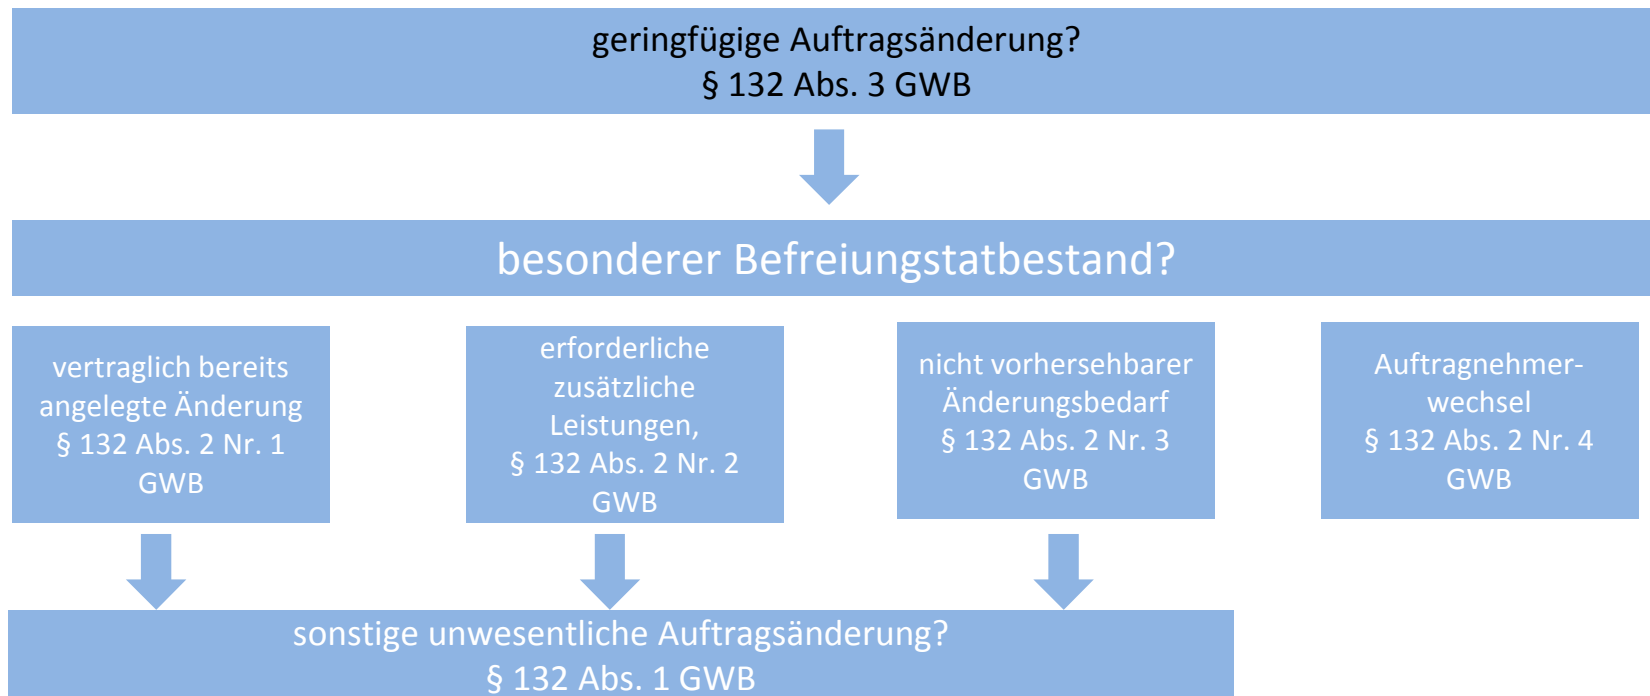 geringfügige Auftragsänderung?
§ 132 Abs. 3 GWB
besonderer Befreiungstatbestand?
vertraglich bereits
angelegte Änderung
§ 132 Abs. 2 Nr. 1
GWB
erforderliche
zusätzliche
Leistungen,
§ 132 Abs. 2 Nr. 2
GWB
nicht vorhersehbarer
Änderungsbedarf
§ 132 Abs. 2 Nr. 3
GWB
Auftragnehmer-
wechsel
§ 132 Abs. 2 Nr. 4
GWB
sonstige unwesentliche Auftragsänderung?
§ 132 Abs. 1 GWB